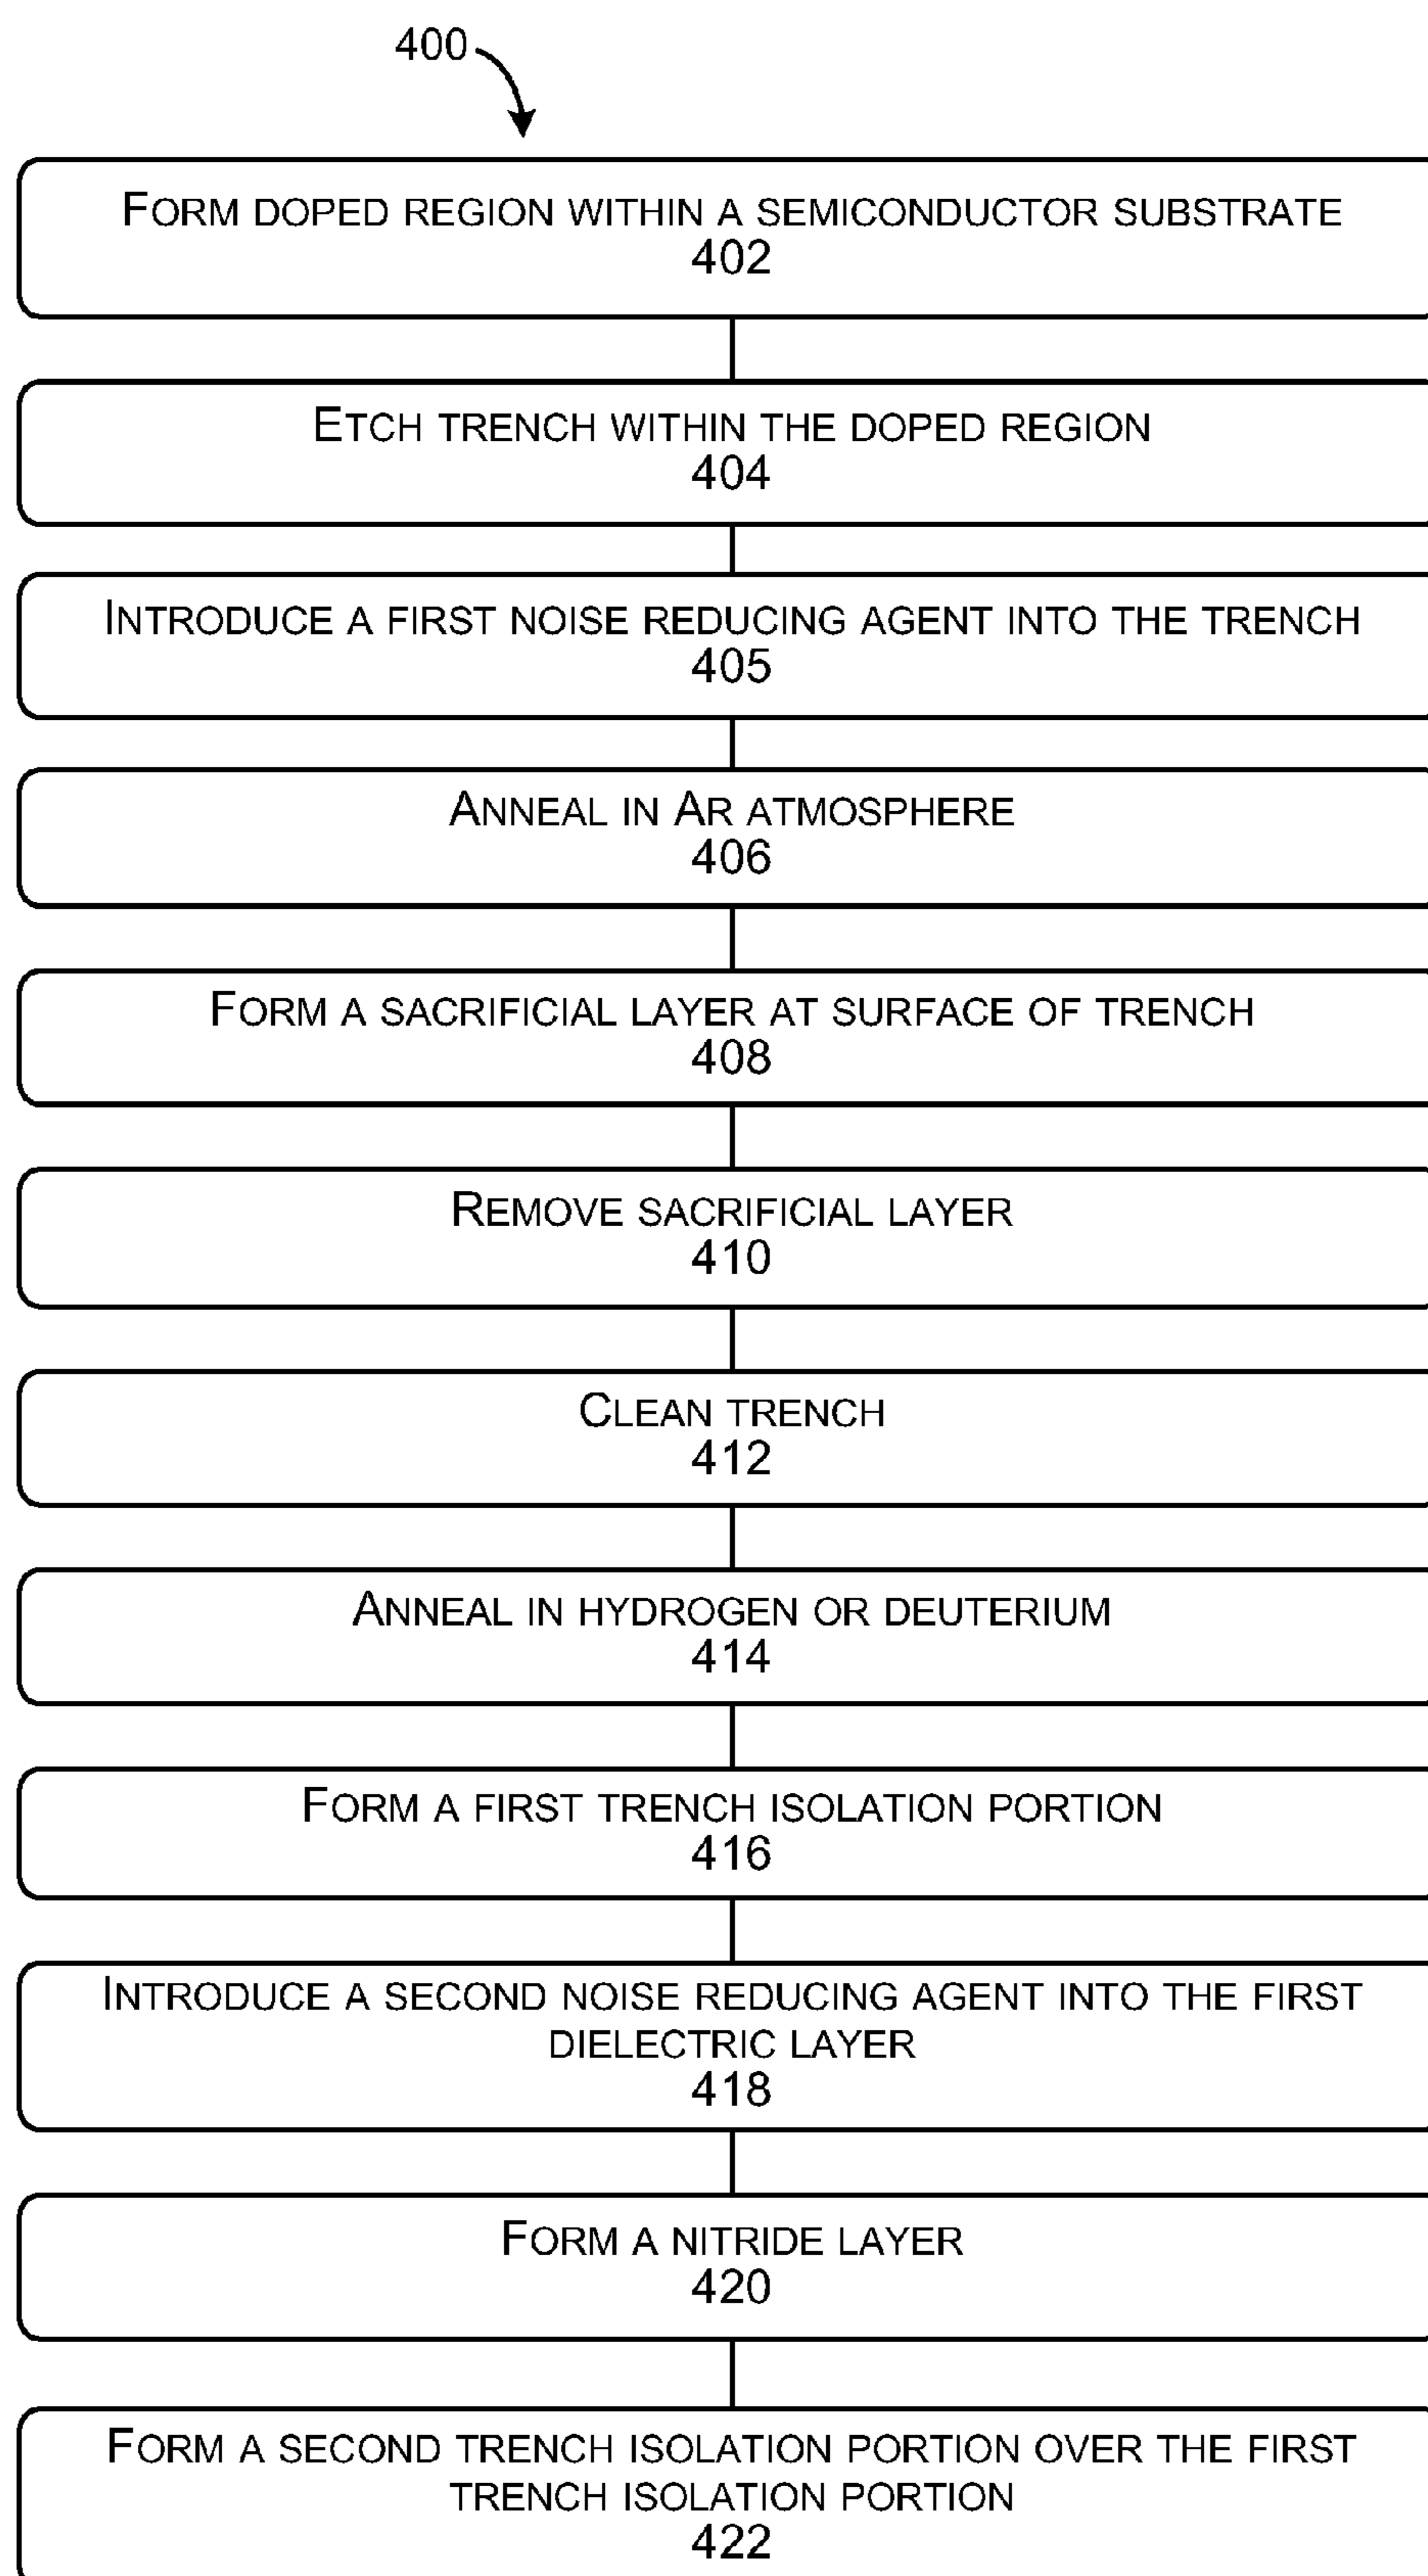 400
FORM DOPED REGION WITHIN A SEMICONDUCTOR SUBSTRATE
402
ETCH TRENCH WITHIN THE DOPED REGION
404
INTRODUCE A FIRST NOISE REDUCING AGENT INTO THE TRENCH
405
ANNEAL IN AR ATMOSPHERE
406
FORM A SACRIFICIAL LAYER AT SURFACE OF TRENCH
408
REMOVE SACRIFICIAL LAYER
410
CLEAN TRENCH
412
ANNEAL IN HYDROGEN OR DEUTERIUM
414
FORM A FIRST TRENCH ISOLATION PORTION
416
INTRODUCE A SECOND NOISE REDUCING AGENT INTO THE FIRST
DIELECTRIC LAYER
418
FORM A NITRIDE LAYER
420
FORM A SECOND TRENCH ISOLATION PORTION OVER THE FIRST
TRENCH ISOLATION PORTION
422